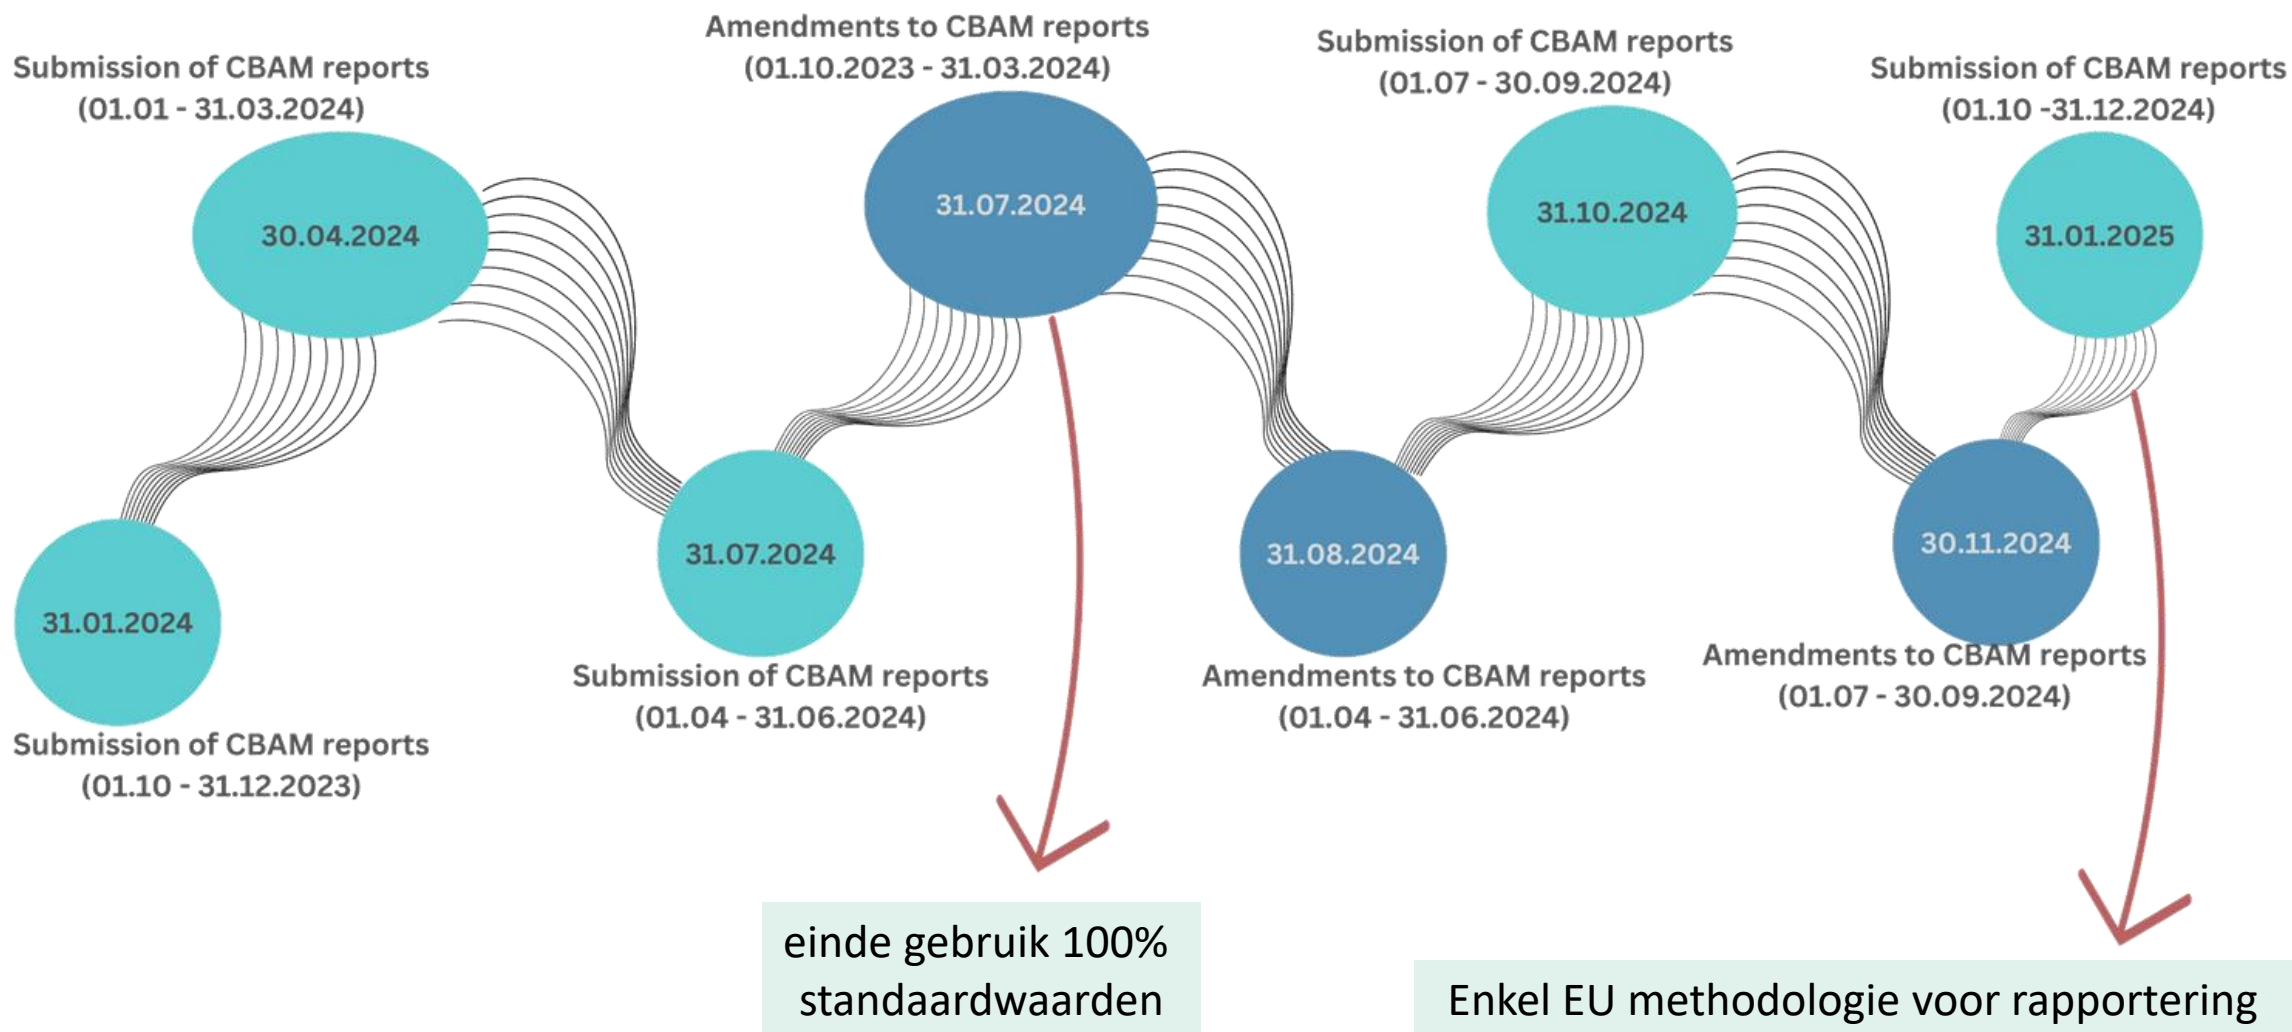 Submission of CBAM reports
(01.01 - 31.03.2024)
30.04.2024
31.01.2024
Submission of CBAM reports
(01.10 - 31.12.2023)
31.07.2024
Submission of CBAM reports
(01.04 - 31.06.2024)
Amendments to CBAM reports
(01.10.2023 - 31.03.2024)
31.07.2024
31.08.2024
Amendments to CBAM reports
(01.04 - 31.06.2024)
Submission of CBAM reports
(01.07 - 30.09.2024)
31.10.2024
30.11.2024
Amendments to CBAM reports
(01.07 - 30.09.2024)
Submission of CBAM reports
(01.10 -31.12.2024)
31.01.2025
einde gebruik 100%
standaardwaarden
Enkel EU methodologie voor rapportering